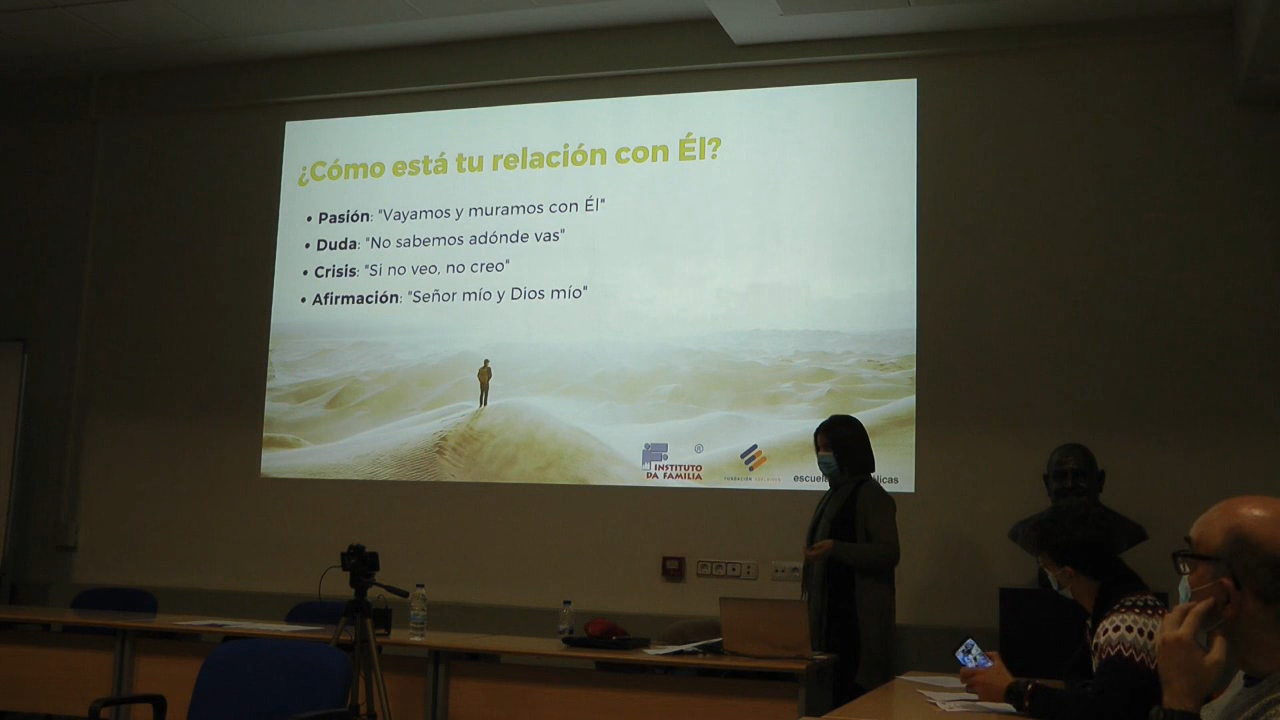 ¿Cómo está tu relación con Él?
• Pasión: "Vayamos y muramos con Él"
• Duda: "No sabemos adónde vas"
• Crisis: "Si no veo, no creo"
• Afirmación: "Señor mío y Dios mío"
®
INSTITUTO
DA FAMILIA
FUNDACIÓN